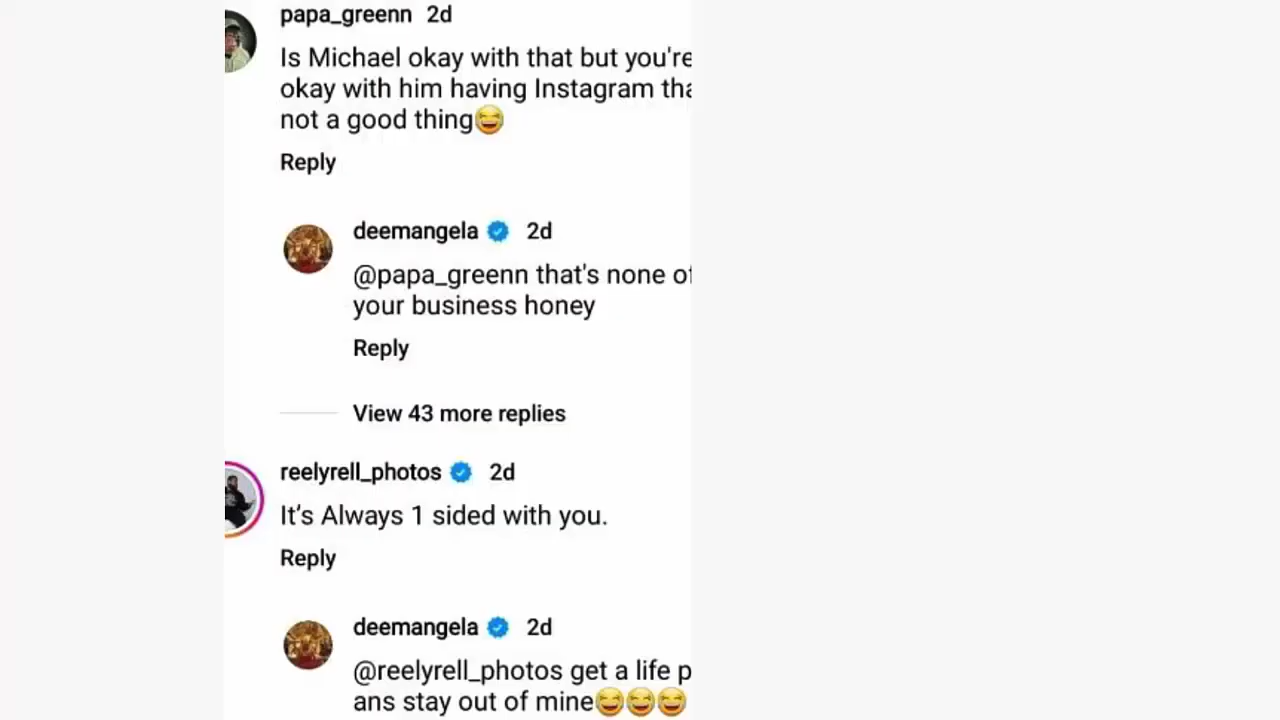 papa_greenn 2d
Is Michael okay with that but you're
okay with him having Instagram tha
not a good thing😆
Reply
deemangela 2d
@papa_greenn that's none of
your business honey
Reply
View 43 more replies
reelyrell_photos 2d
It’s Always 1 sided with you.
Reply
deemangela 2d
@reelyrell_photos get a life p
ans stay out of mine😆😆😆